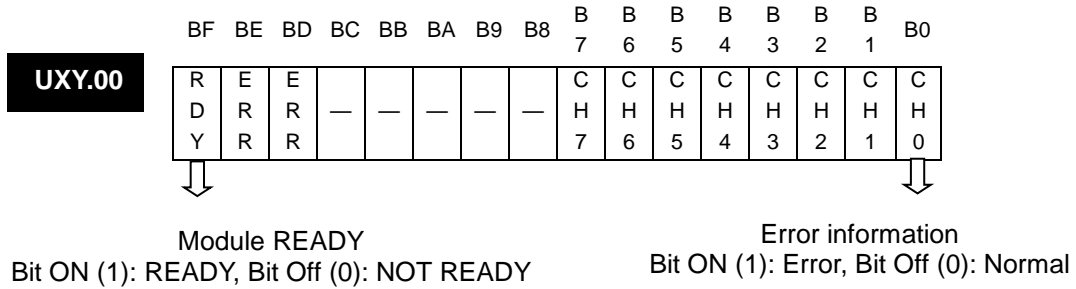 BF BE BD BC BB BA B9 B8 B7 B6 B5 B4 B3 B2 B1 B0
UXY.00 RDY ERR ERR — — — — — CH7 CH6 CH5 CH4 CH3 CH2 CH1 CH0
Module READY
Bit ON (1): READY, Bit Off (0): NOT READY
Error information
Bit ON (1): Error, Bit Off (0): Normal